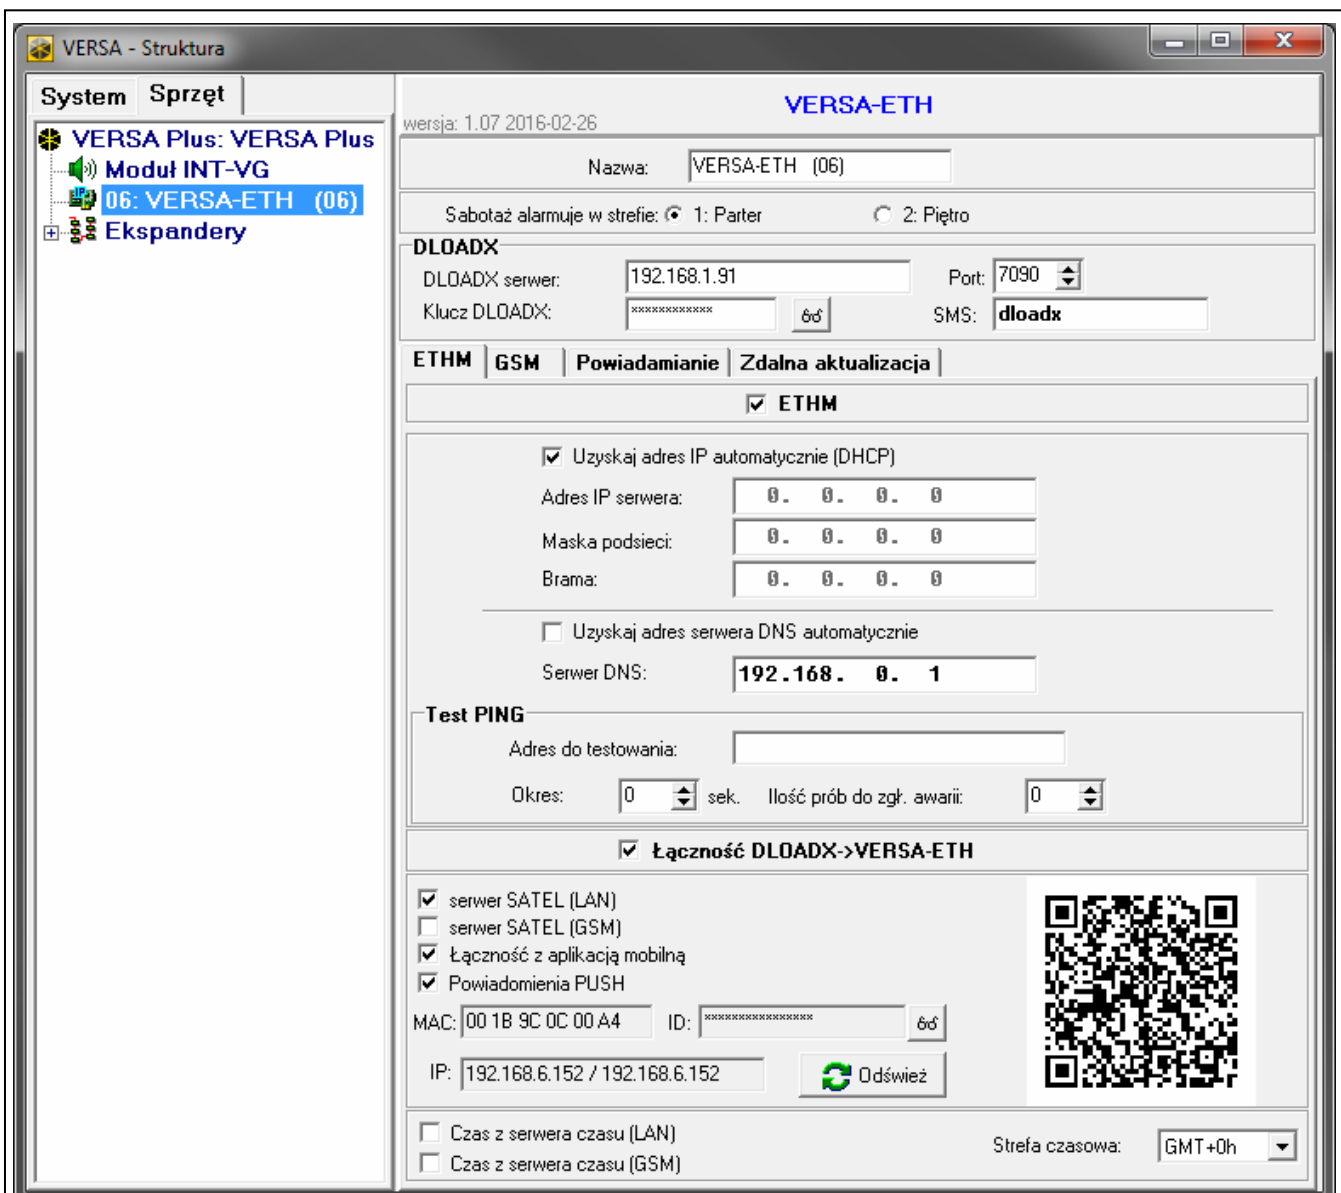 VERSA - Struktura
System Sprzęt
VERSA Plus: VERSA Plus
Moduł INT-VG
06: VERSA-ETH (06)
Ekspandery
VERSA-ETH
wersja: 1.07 2016-02-26
Nazwa: VERSA-ETH (06)
Sabotaż alarmuje w strefie: 1: Parter 2: Piętro
DLOADX
DLOADX serwer: 192.168.1.91 Port: 7090
Klucz DLOADX: ************ SMS: dloadx
ETHM GSM Powiadamianie Zdalna aktualizacja
ETHM
Uzyskaj adres IP automatycznie (DHCP)
Adres IP serwera: 0. 0. 0. 0
Maska podsieci: 0. 0. 0. 0
Brama: 0. 0. 0. 0
Uzyskaj adres serwera DNS automatycznie
Serwer DNS: 192.168. 0. 1
Test PING
Adres do testowania:
Okres: 0 sek. Ilość prób do zgł. awarii: 0
Łączność DLOADX->VERSA-ETH
serwer SATEL (LAN)
serwer SATEL (GSM)
Łączność z aplikacją mobilną
Powiadomienia PUSH
MAC: 00 1B 9C 0C 00 A4 ID: ****************
IP: 192.168.6.152 / 192.168.6.152 Odśwież
Czas z serwera czasu (LAN)
Czas z serwera czasu (GSM)
Strefa czasowa: GMT+0h